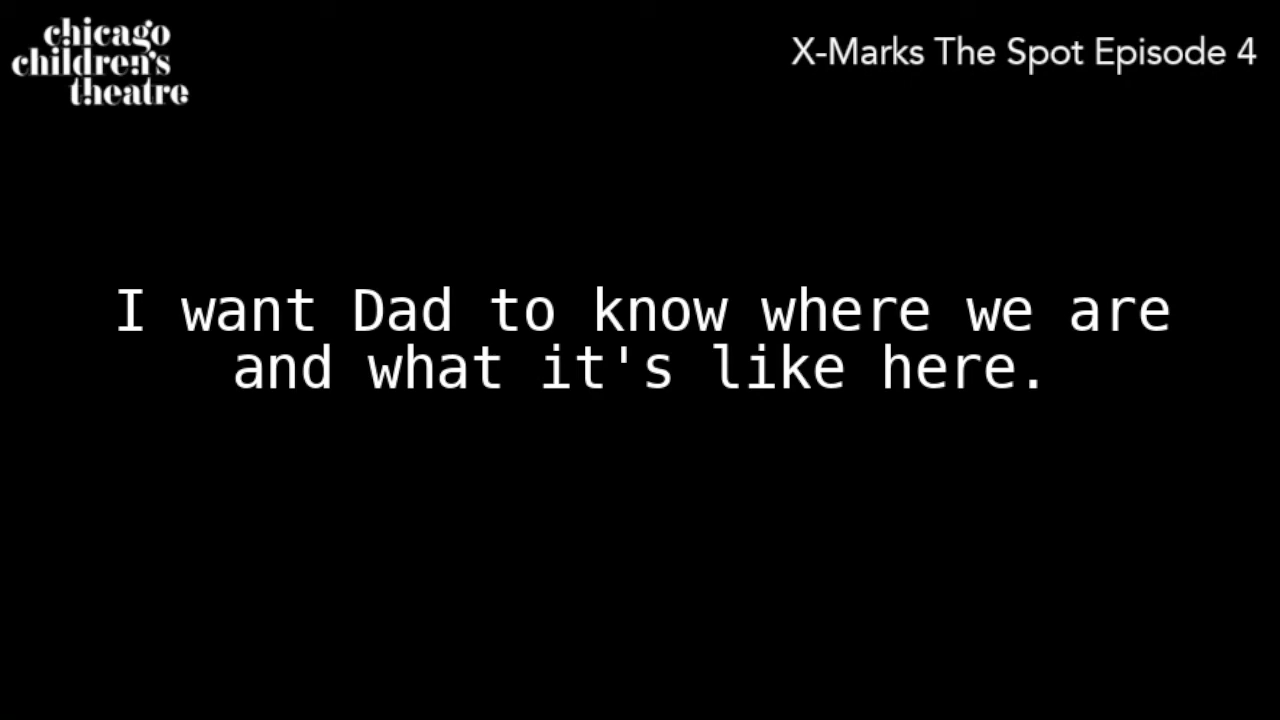 chicago
children's
theatre
X-Marks The Spot Episode 4
I want Dad to know where we are
and what it's like here.